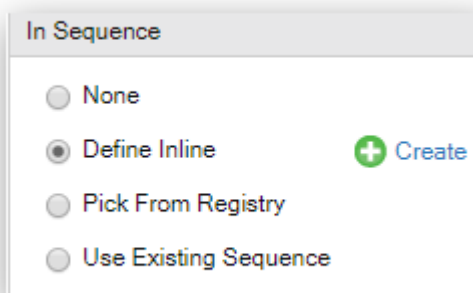 In Sequence
None
Define Inline Create
Pick From Registry
Use Existing Sequence